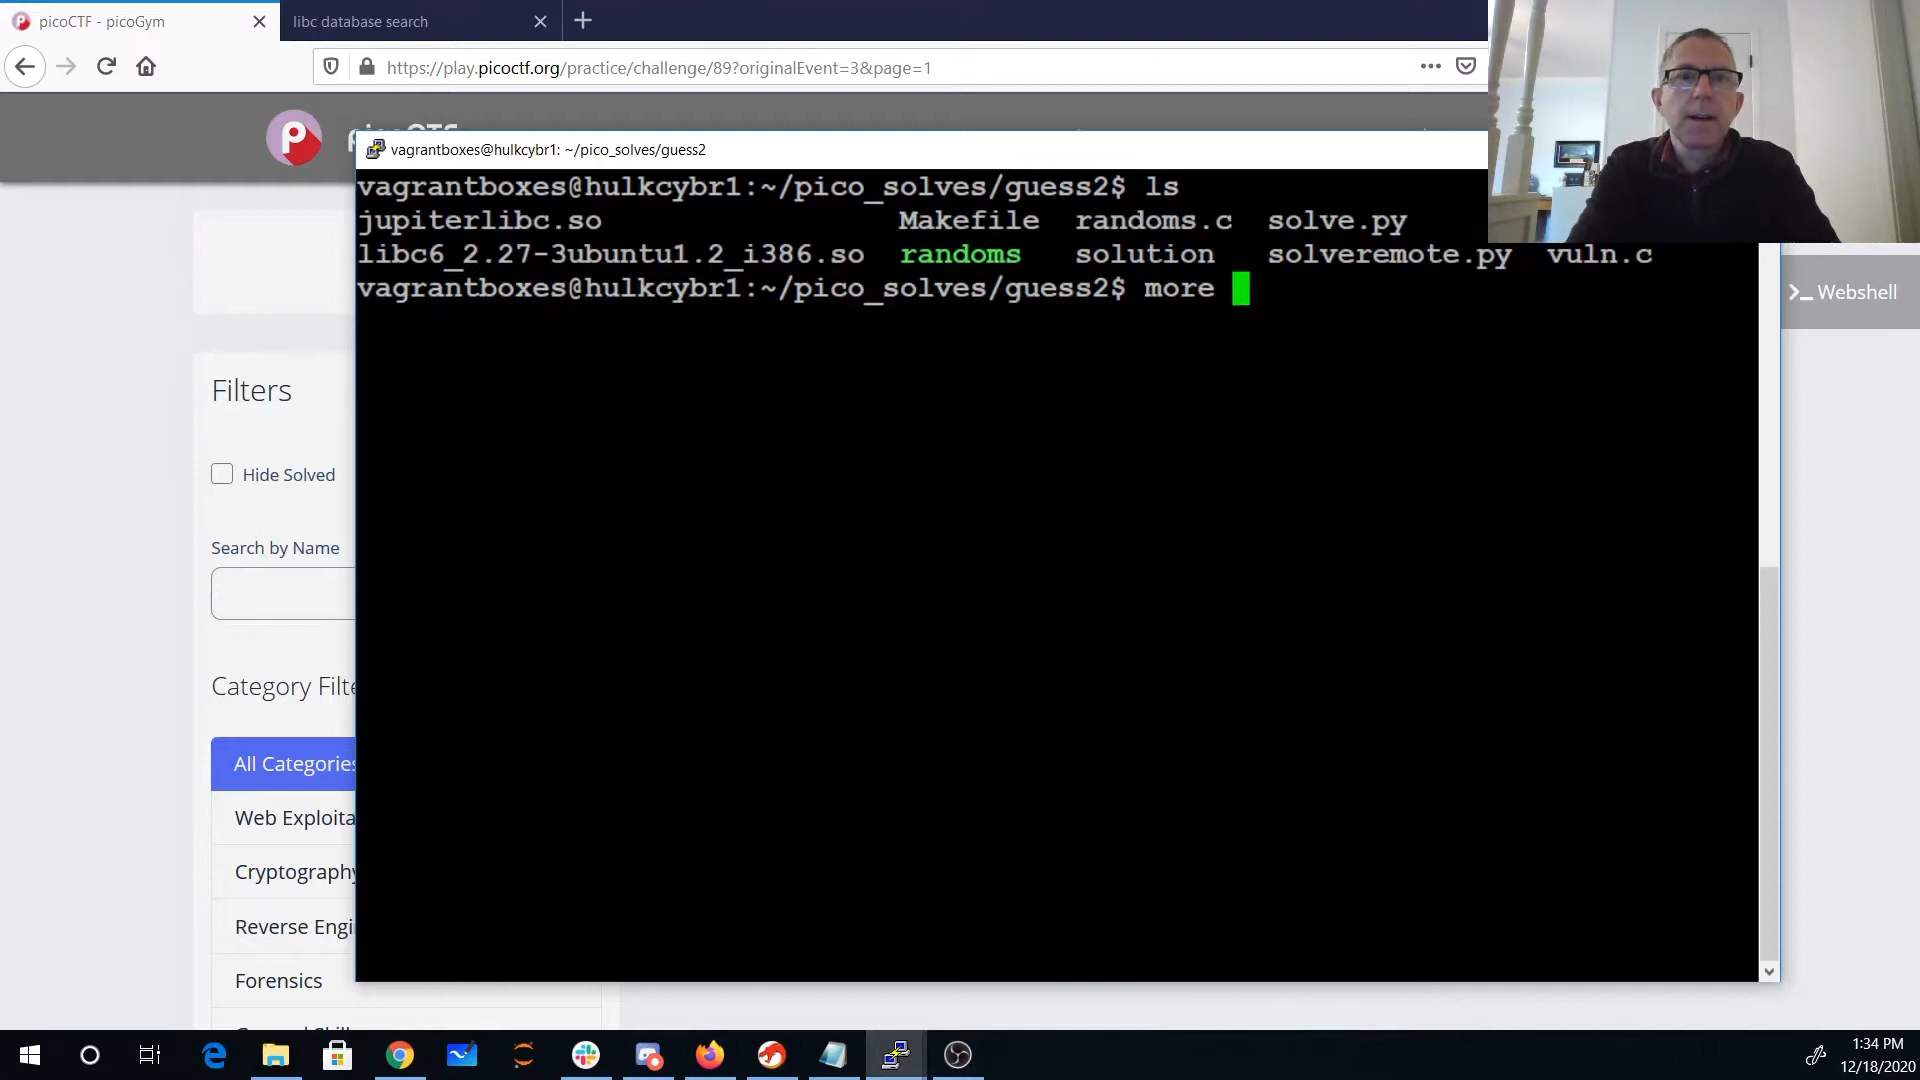 picoCTF - picoGym
libc database search
https://play.picoctf.org/practice/challenge/89?originalEvent=3&page=1
vagrantboxes@hulkcybr1: ~/pico_solves/guess2
vagrantboxes@hulkcybr1:~/pico_solves/guess2$ ls
jupiterlibc.so Makefile randoms.c solve.py
libc6_2.27-3ubuntu1.2_i386.so randoms solution solveremote.py vuln.c
vagrantboxes@hulkcybr1:~/pico_solves/guess2$ more
>_ Webshell
Filters
Hide Solved
Search by Name
Category Filte
All Categories
Web Exploita
Cryptography
Reverse Engi
Forensics
1:34 PM
12/18/2020